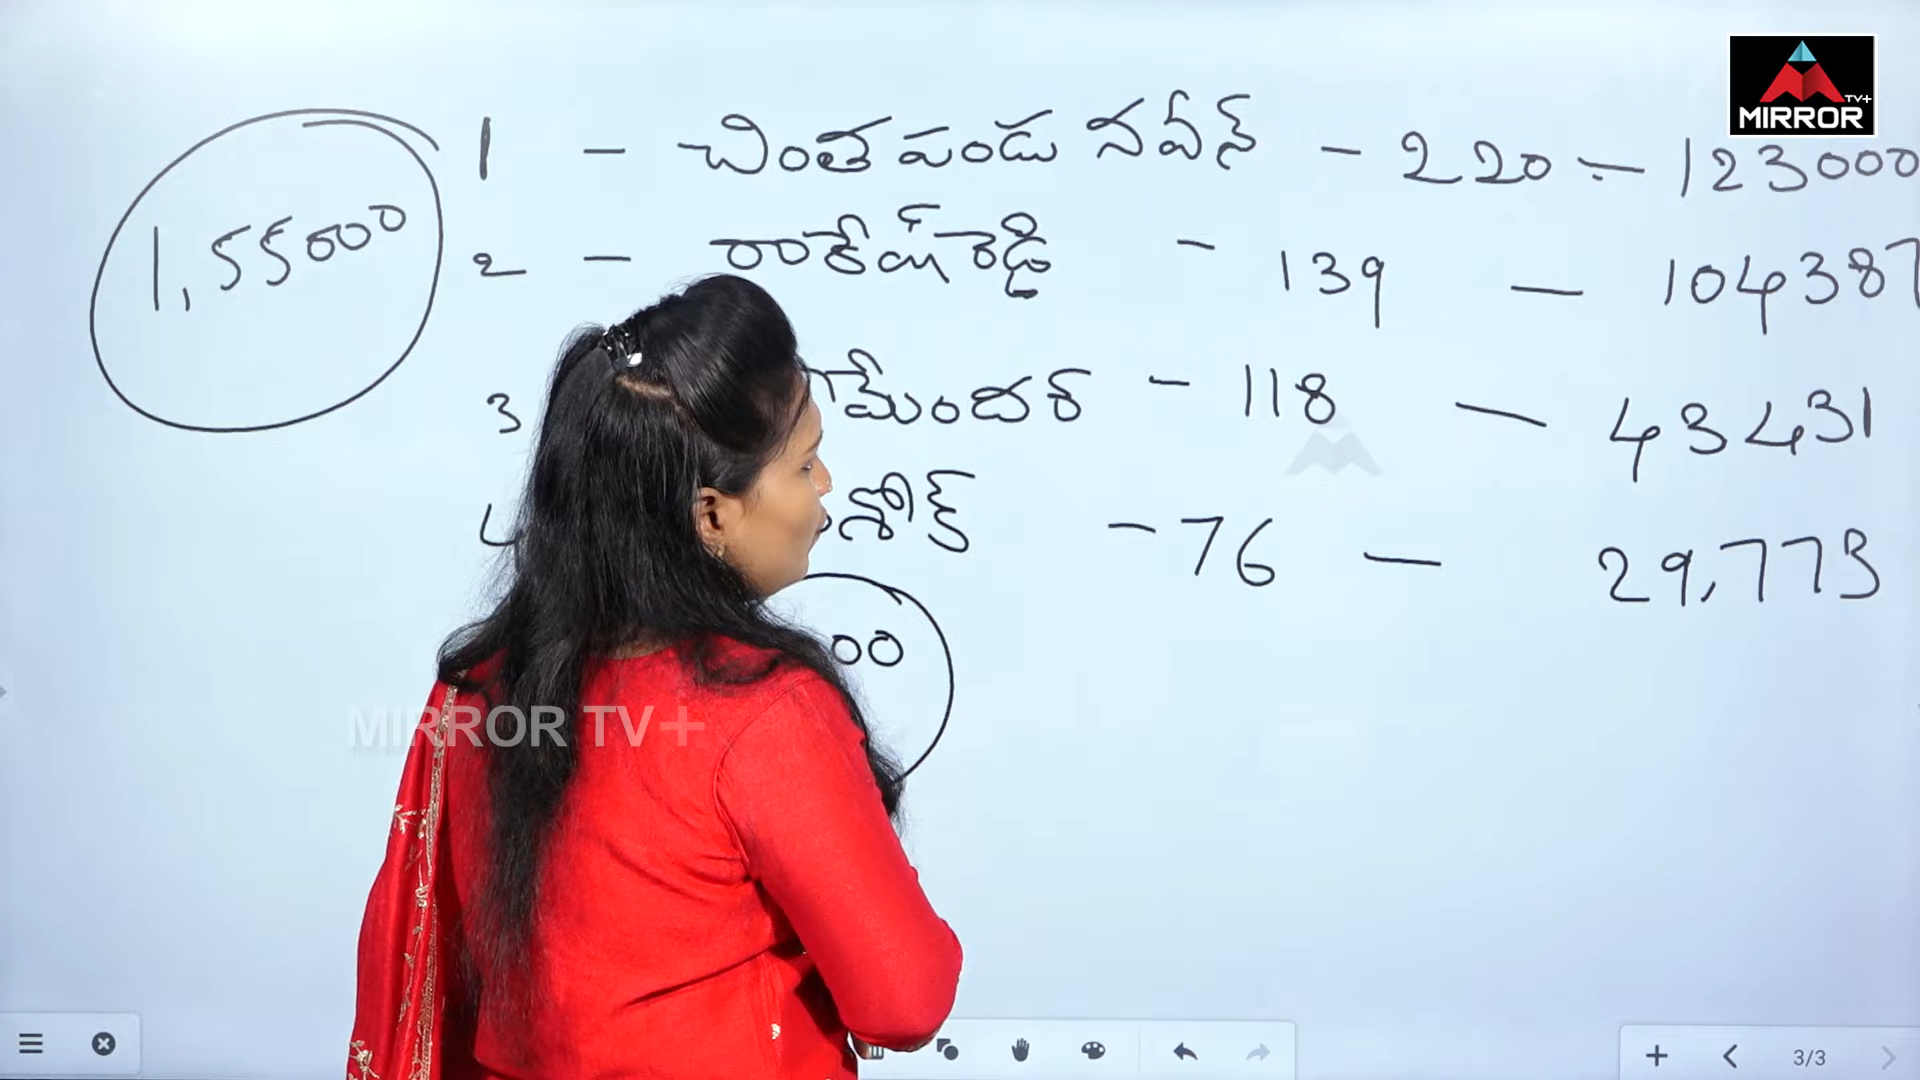 MIRROR TV+
1 - చింతపండు నవీన్ - 220 - 123000
1,55000
2 - రాకేష్ రెడ్డి - 139 - 104387
3 మేందర్ - 118 - 43431
4 శోక్ - 76 - 29,773
00
MIRROR TV+
3/3